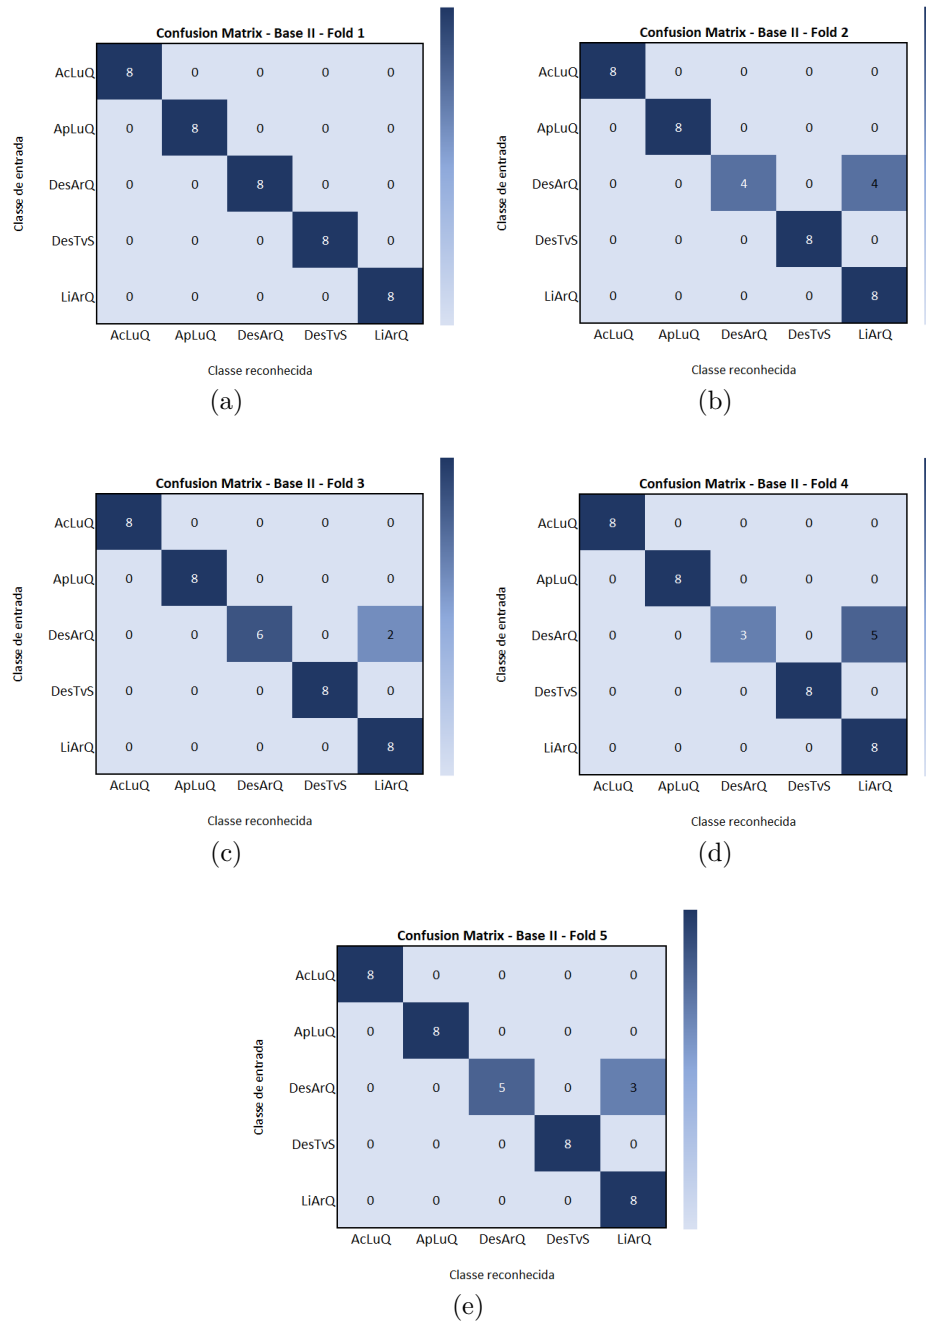 Confusion Matrix - Base II - Fold 1
Classe de entrada
AcLuQ 8 0 0 0 0
ApLuQ 0 8 0 0 0
DesArQ 0 0 8 0 0
DesTvS 0 0 0 8 0
LiArQ 0 0 0 0 8
AcLuQ ApLuQ DesArQ DesTvS LiArQ
Classe reconhecida
(a)
Confusion Matrix - Base II - Fold 2
Classe de entrada
AcLuQ 8 0 0 0 0
ApLuQ 0 8 0 0 0
DesArQ 0 0 4 0 4
DesTvS 0 0 0 8 0
LiArQ 0 0 0 0 8
AcLuQ ApLuQ DesArQ DesTvS LiArQ
Classe reconhecida
(b)
Confusion Matrix - Base II - Fold 3
Classe de entrada
AcLuQ 8 0 0 0 0
ApLuQ 0 8 0 0 0
DesArQ 0 0 6 0 2
DesTvS 0 0 0 8 0
LiArQ 0 0 0 0 8
AcLuQ ApLuQ DesArQ DesTvS LiArQ
Classe reconhecida
(c)
Confusion Matrix - Base II - Fold 4
Classe de entrada
AcLuQ 8 0 0 0 0
ApLuQ 0 8 0 0 0
DesArQ 0 0 3 0 5
DesTvS 0 0 0 8 0
LiArQ 0 0 0 0 8
AcLuQ ApLuQ DesArQ DesTvS LiArQ
Classe reconhecida
(d)
Confusion Matrix - Base II - Fold 5
Classe de entrada
AcLuQ 8 0 0 0 0
ApLuQ 0 8 0 0 0
DesArQ 0 0 5 0 3
DesTvS 0 0 0 8 0
LiArQ 0 0 0 0 8
AcLuQ ApLuQ DesArQ DesTvS LiArQ
Classe reconhecida
(e)